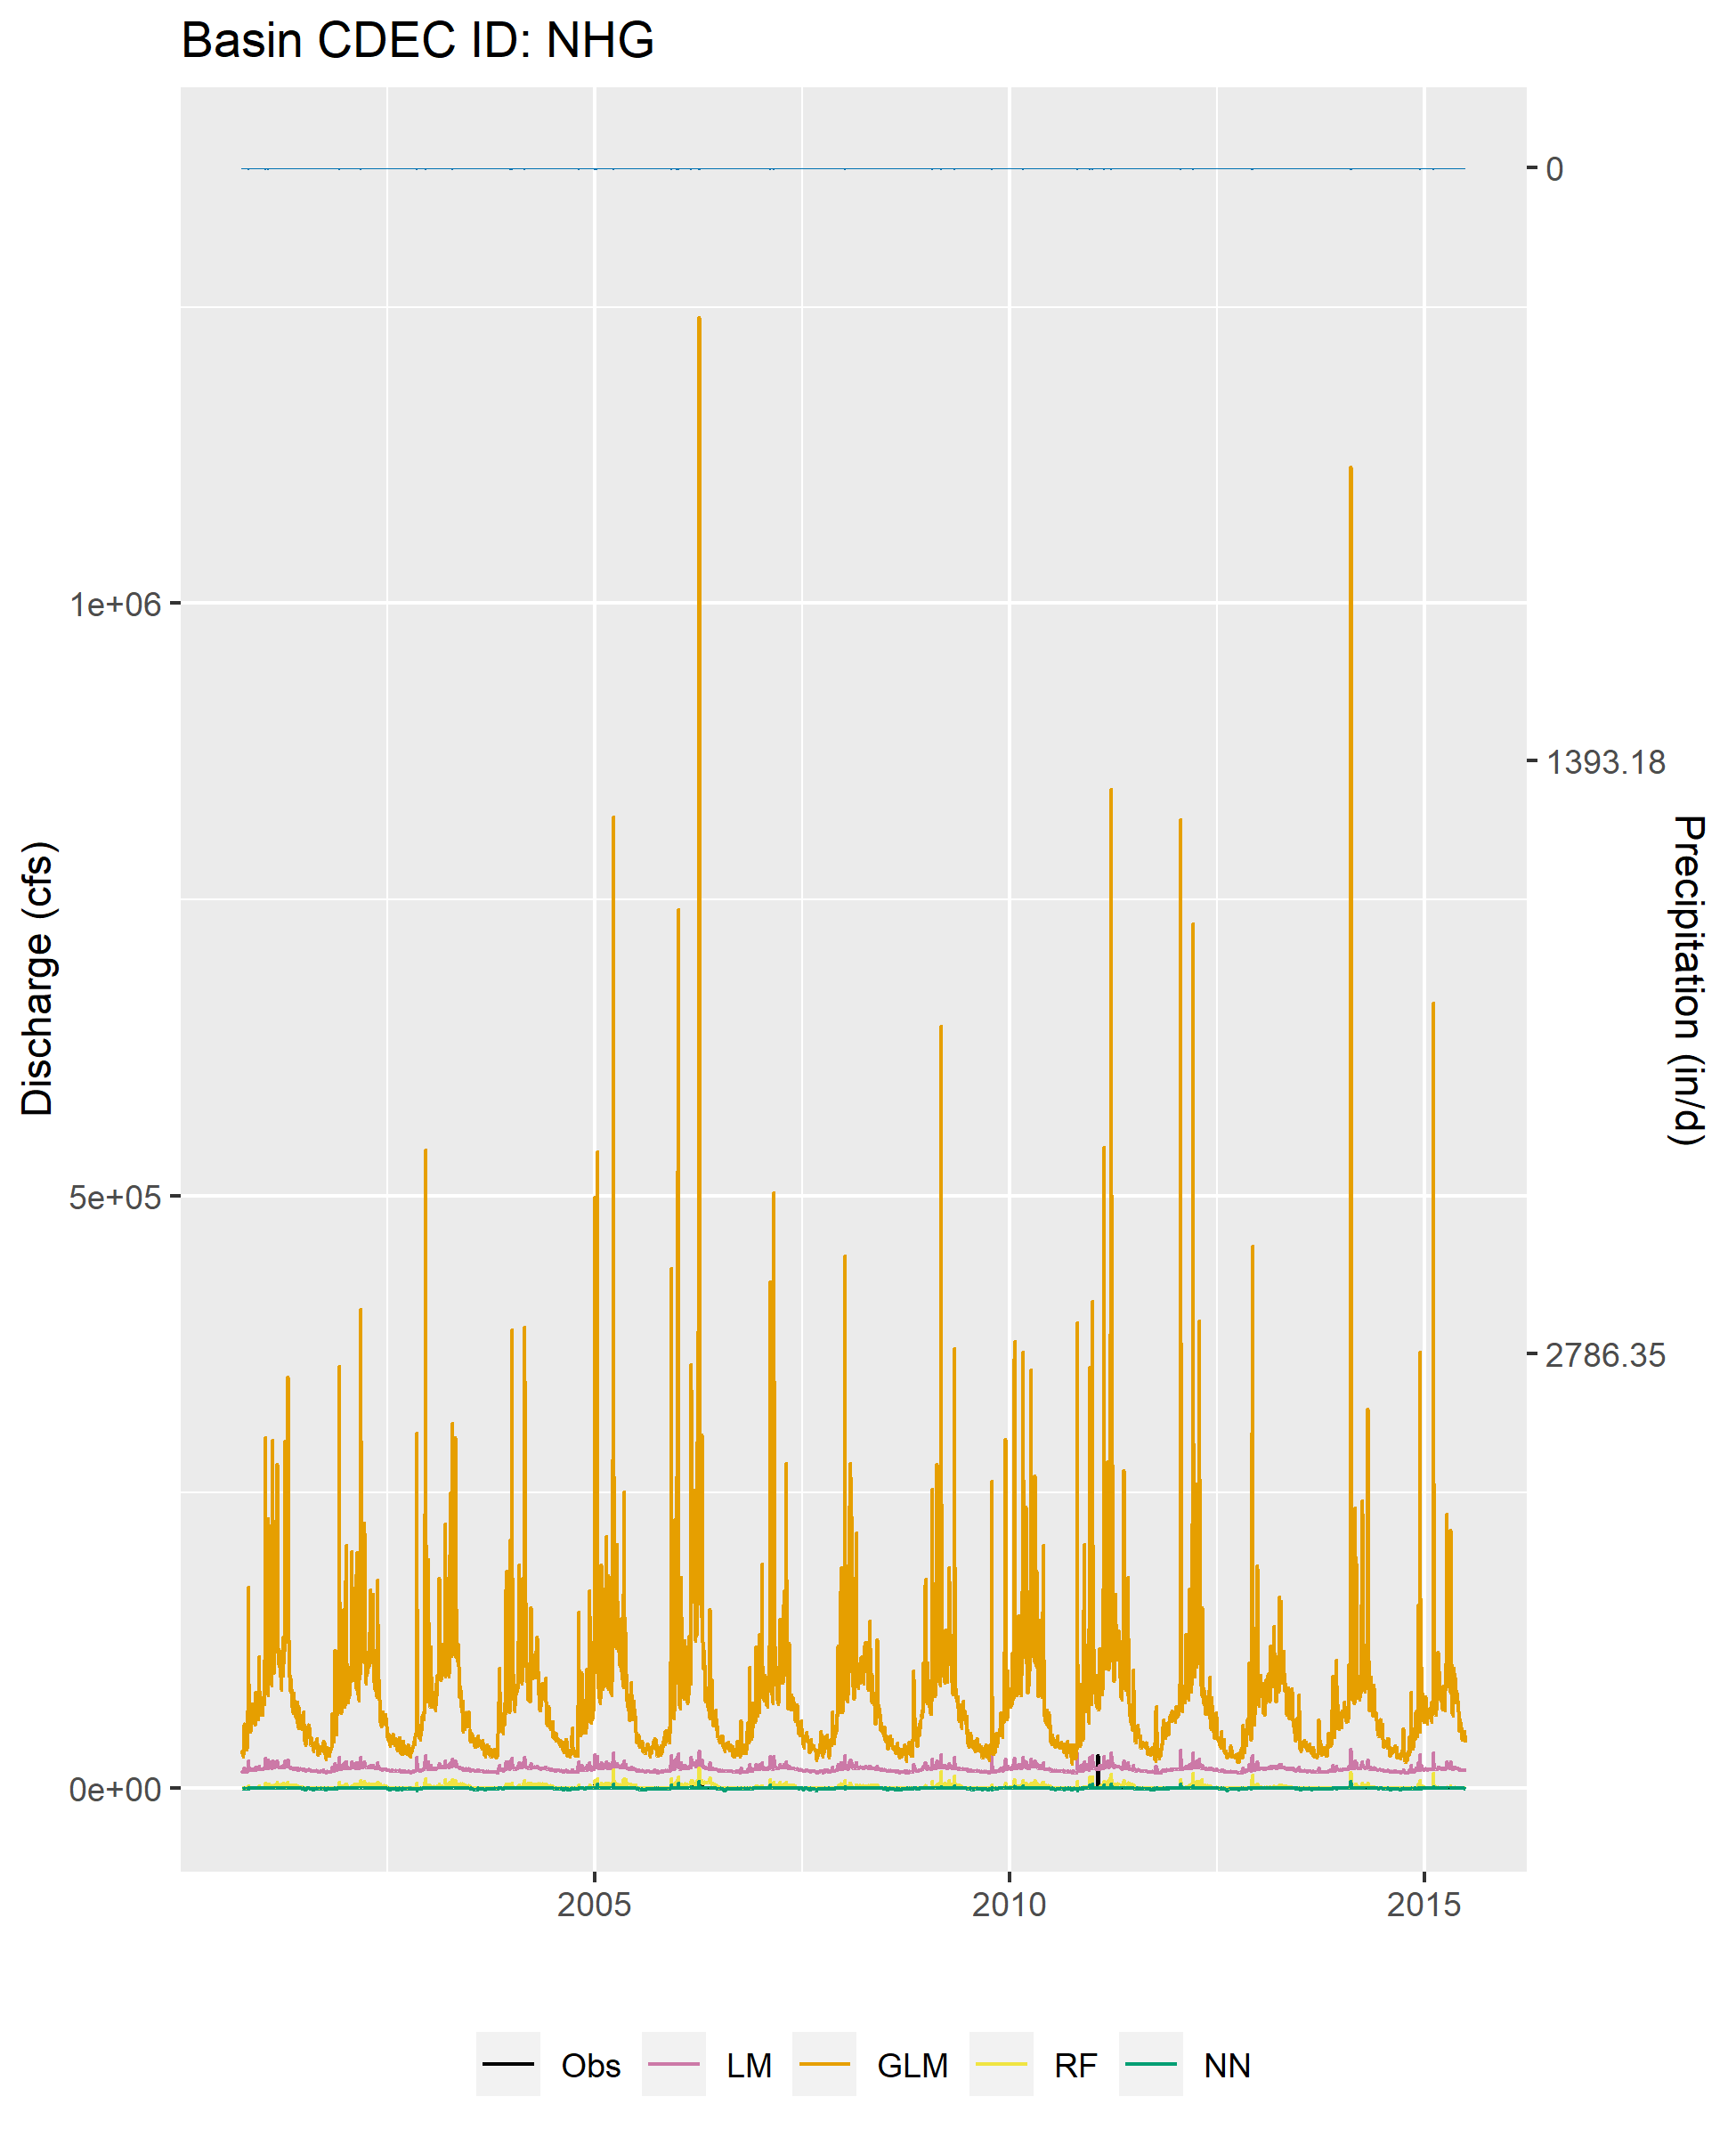 Basin CDEC ID: NHG
0
1e+06
1393.18
Discharge (cfs)
Precipitation (in/d)
5e+05
2786.35
0e+00
2005 2010 2015
Obs LM GLM RF NN